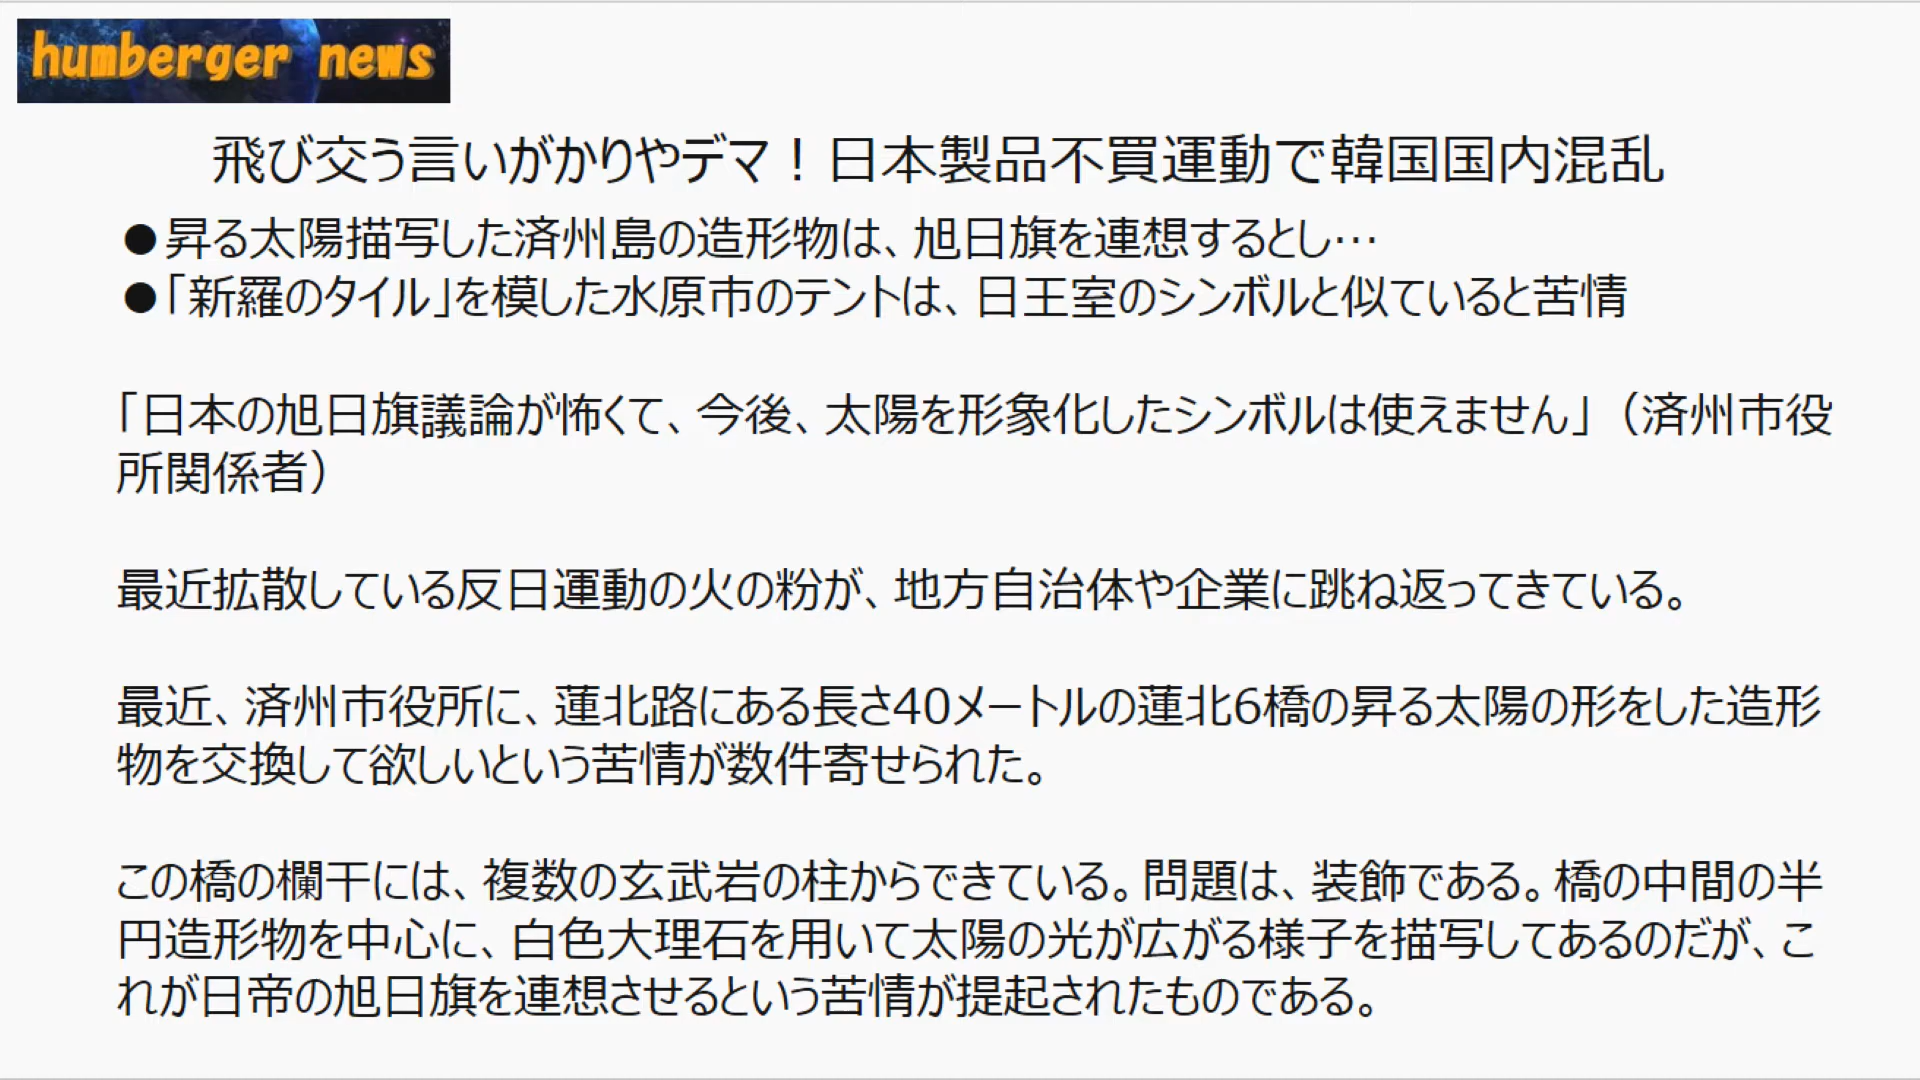 humberger news
飛び交う言いがかりやデマ！日本製品不買運動で韓国国内混乱
●昇る太陽描写した済州島の造形物は、旭日旗を連想するとし…
●「新羅のタイル」を模した水原市のテントは、日王室のシンボルと似ていると苦情
「日本の旭日旗議論が怖くて、今後、太陽を形象化したシンボルは使えません」（済州市役
所関係者）
最近拡散している反日運動の火の粉が、地方自治体や企業に跳ね返ってきている。
最近、済州市役所に、蓮北路にある長さ40メートルの蓮北6橋の昇る太陽の形をした造形
物を交換して欲しいという苦情が数件寄せられた。
この橋の欄干には、複数の玄武岩の柱からできている。問題は、装飾である。橋の中間の半
円造形物を中心に、白色大理石を用いて太陽の光が広がる様子を描写してあるのだが、こ
れが日帝の旭日旗を連想させるという苦情が提起されたものである。